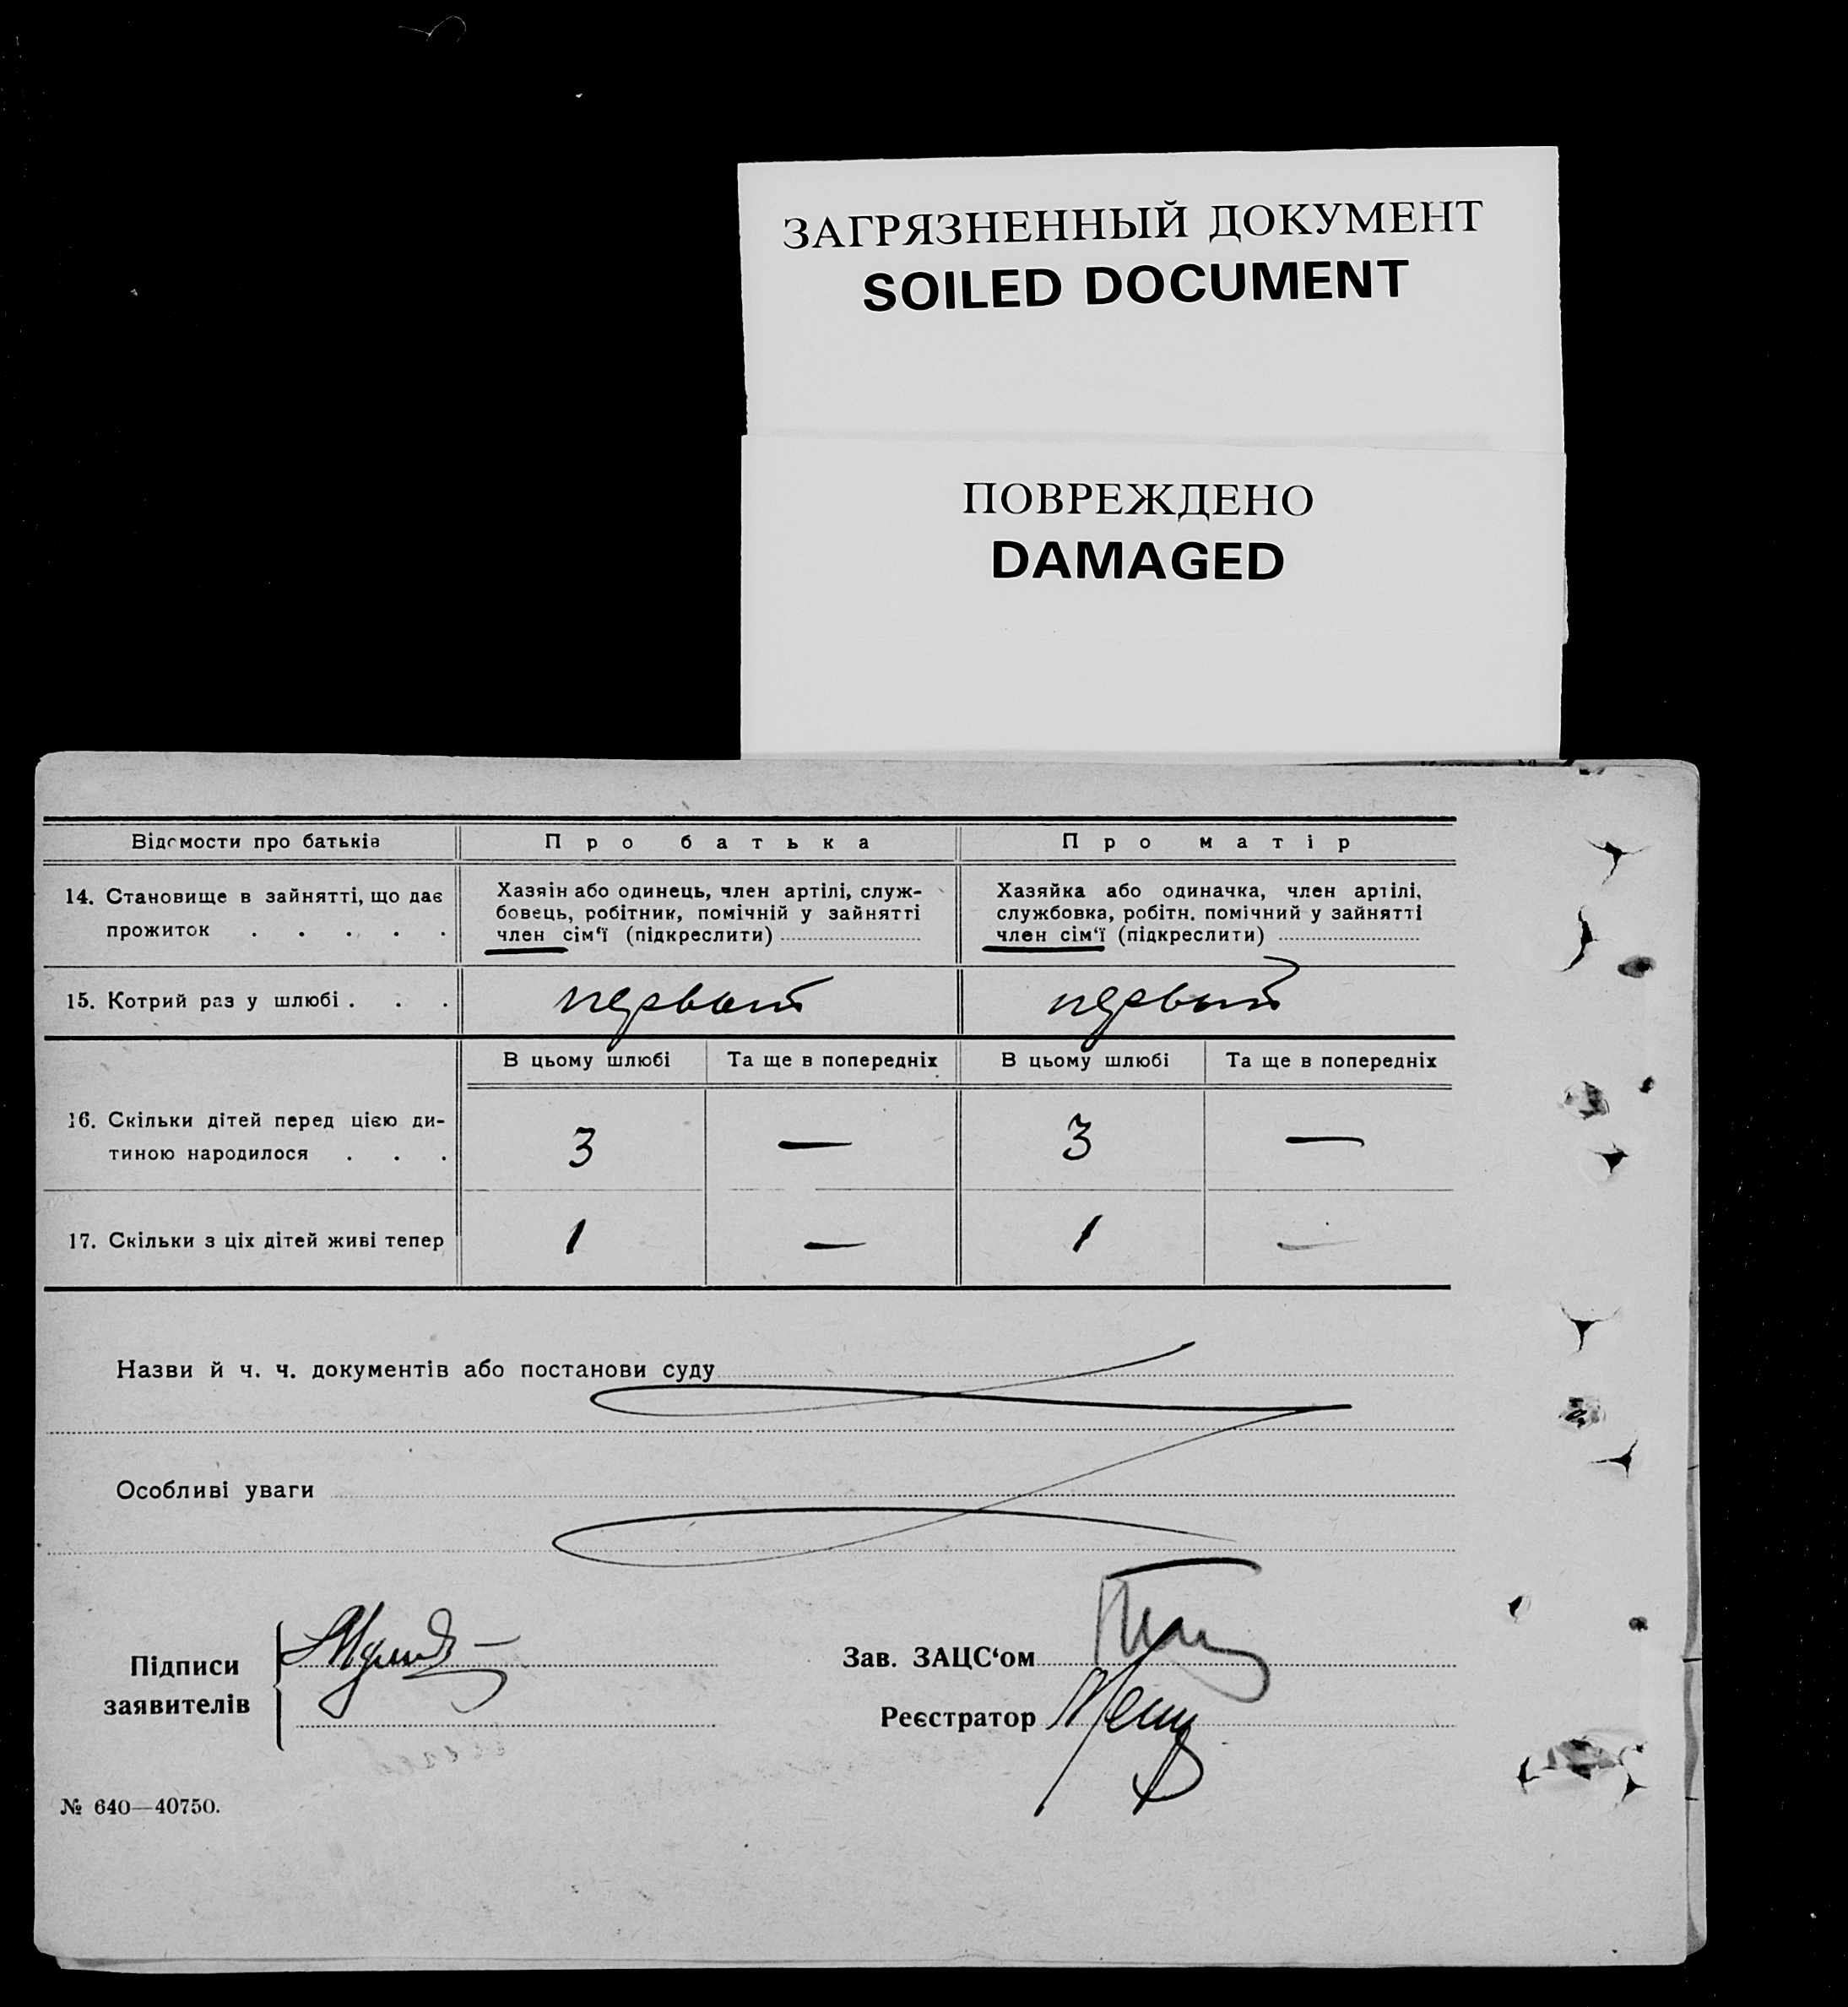 ЗАГРЯЗНЕННЫЙ ДОКУМЕНТ
SOILED DOCUMENT
ПОВРЕЖДЕНО
DAMAGED
Відомости про батьків
Про батька
Про матір
14. Становище в зайнятті, що дає
прожиток . . . . .
Хазяін або одинець, член артілі, служ-
бовець, робітник, помічній у зайнятті
член сім‘ї (підкреслити)
Хазяйка або одиначка, член артілі,
службовка, робітн. помічний у зайнятті
член сім‘ї (підкреслити)
15. Котрий раз у шлюбі . . .
первый
первый
В цьому шлюбі
Та ще в попередніх
В цьому шлюбі
Та ще в попередніх
16. Скільки дітей перед цією ди-
тиною народилося . . .
3
—
3
—
17. Скільки з ціх дітей живі тепер
1
—
1
—
Назви й ч. ч. документів або постанови суду
Особливі уваги
Підписи
заявителів
Зав. ЗАЦС‘ом
Реєстратор
№ 640—40750.